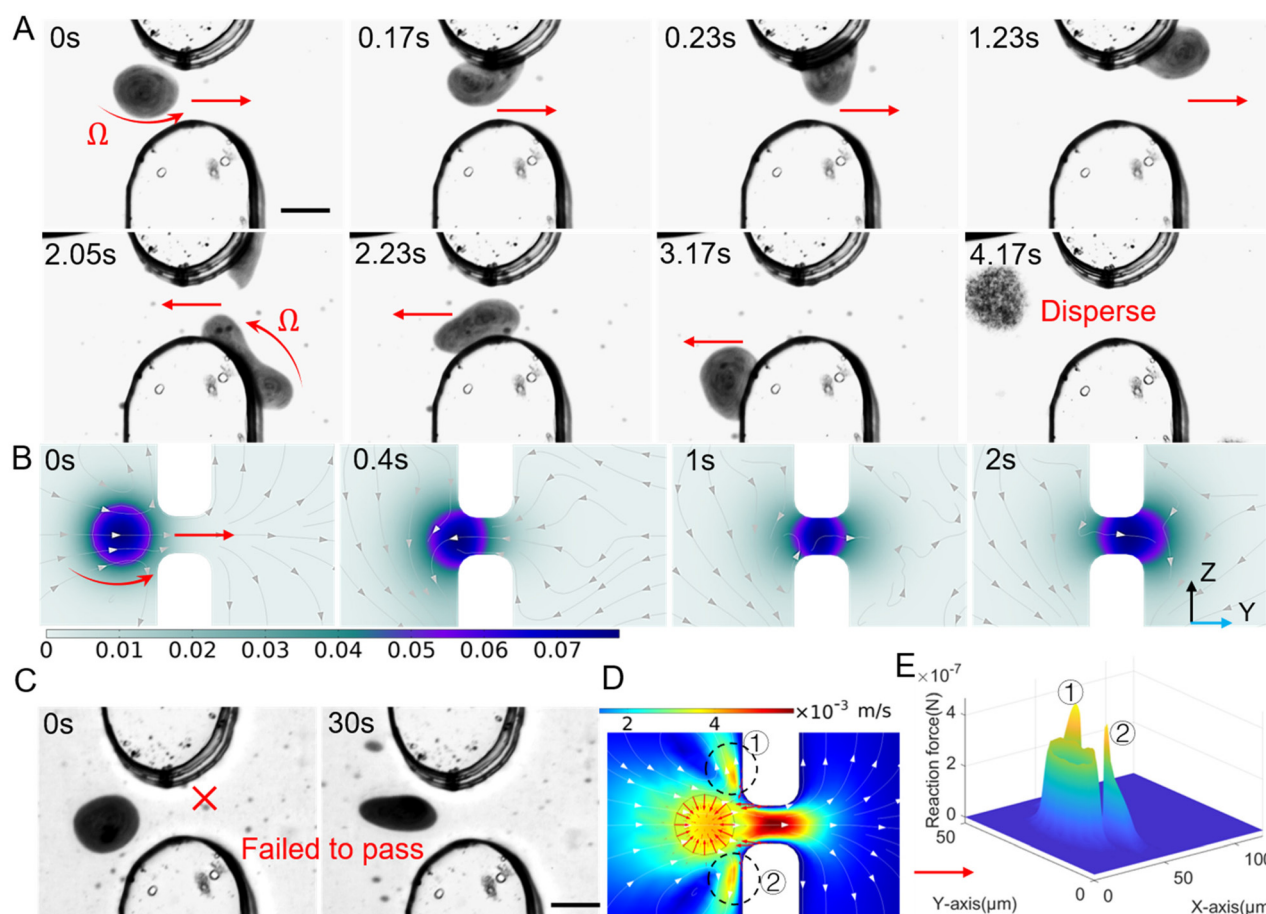 A
0s
0.17s
0.23s
1.23s
Ω
2.05s
2.23s
3.17s
4.17s
Ω
Disperse
B
0s
0.4s
1s
2s
Z
Y
0 0.01 0.02 0.03 0.04 0.05 0.06 0.07
C
0s
30s
Failed to pass
D
2 4 ×10⁻³ m/s
①
②
E
×10⁻⁷
①
②
Reaction force(N)
4
2
0
50
0
0
50
100
Y-axis(μm)
X-axis(μm)